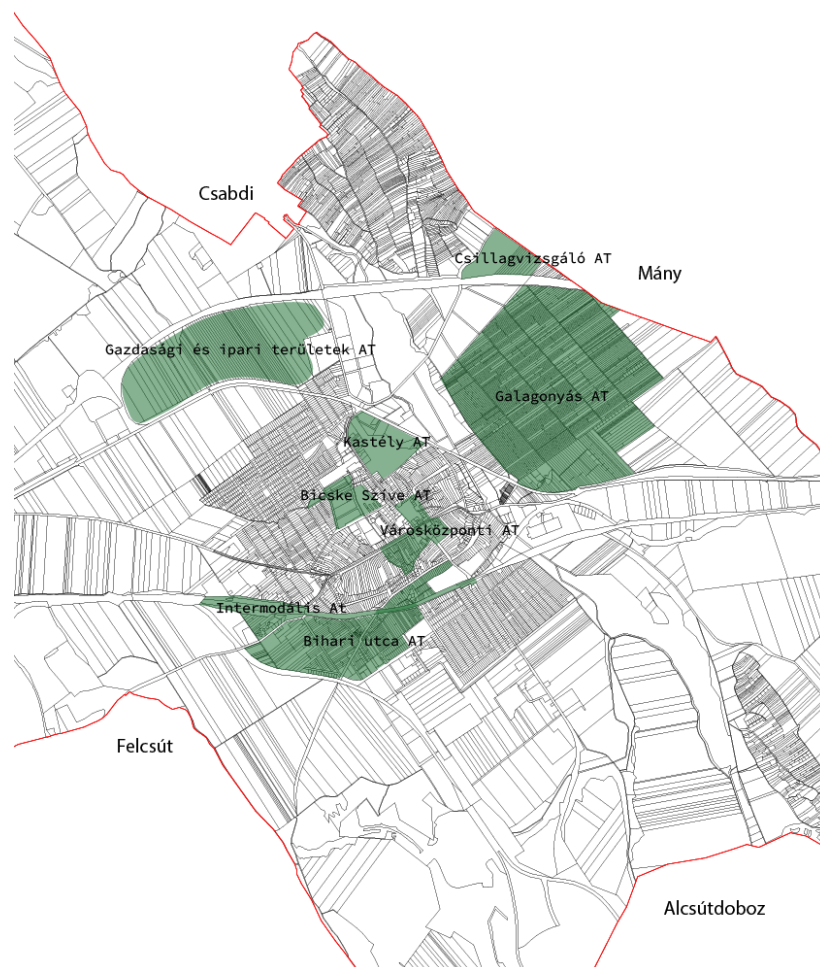 Csabdi
Csillagvizsgáló AT
Mány
Gazdasági és ipari területek AT
Galagonyás AT
Kastély AT
Bicske Szíve AT
Városközponti AT
Intermodális At
Bihari utca AT
Felcsút
Alcsútdoboz